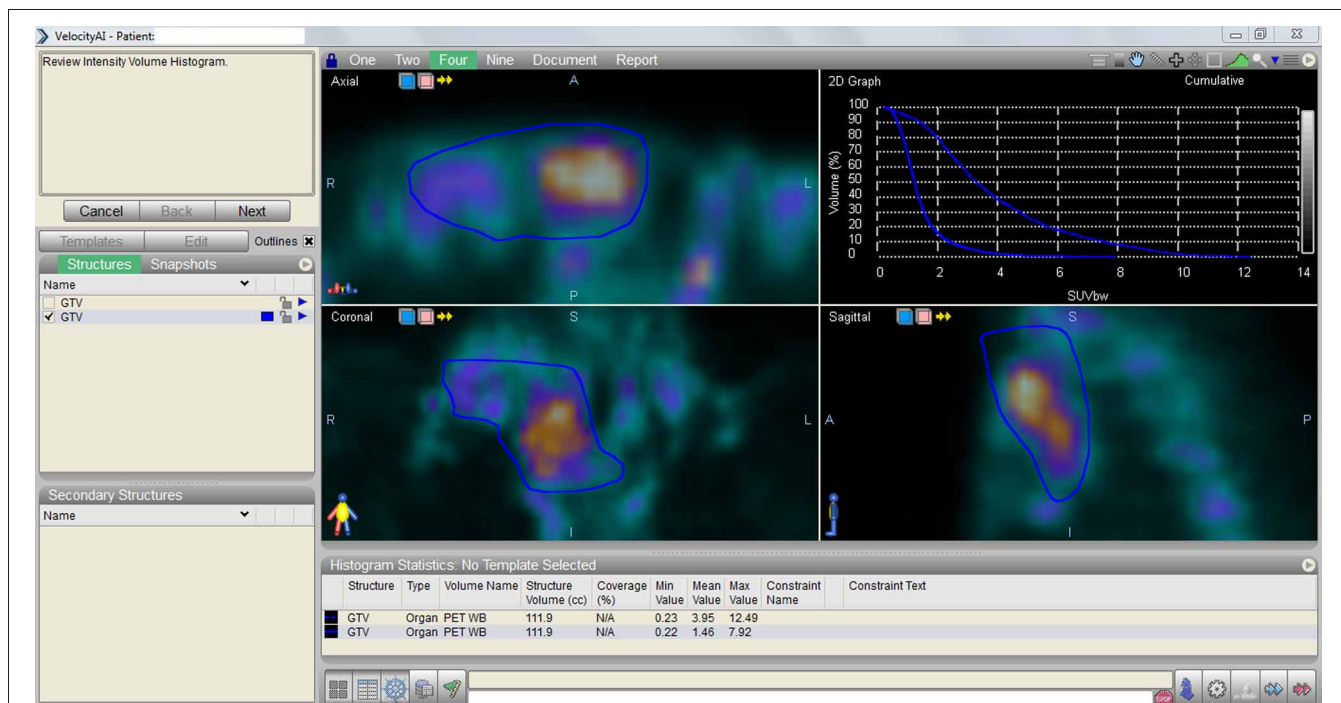 VelocityAI - Patient:
Review Intensity Volume Histogram.
Cancel Back Next
Templates Edit Outlines
Structures Snapshots
Name
GTV
GTV
Secondary Structures
Name
One Two Four Nine Document Report
Axial
A
R
L
P
2D Graph Cumulative
100
90
80
70
60
50
40
30
20
10
0
Volume (%)
0 2 4 6 8 10 12 14
SUVbw
Coronal
S
R
L
I
Sagittal
S
A
P
I
Histogram Statistics: No Template Selected
Structure Type Volume Name Structure Volume (cc) Coverage (%) Min Value Mean Value Max Value Constraint Name Constraint Text
GTV Organ PET WB 111.9 N/A 0.23 3.95 12.49
GTV Organ PET WB 111.9 N/A 0.22 1.46 7.92
STOP